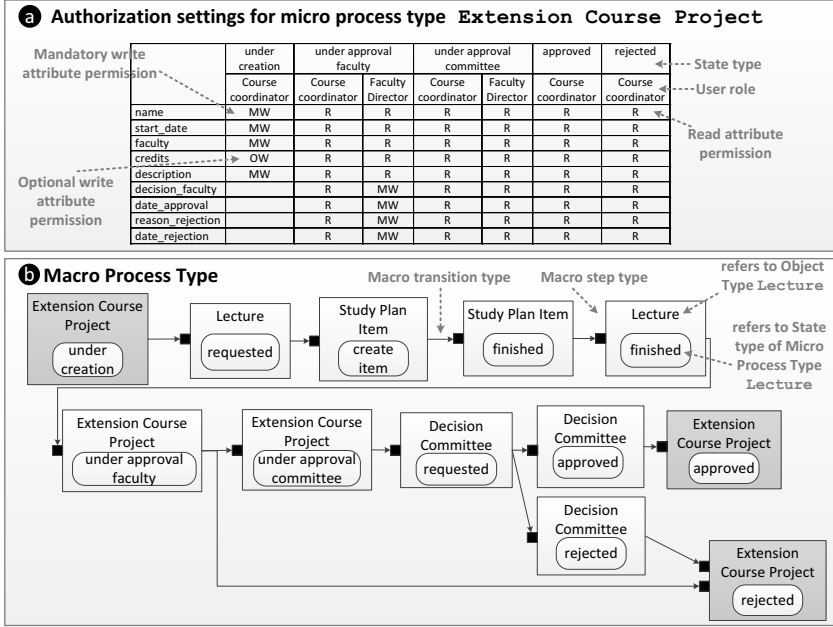 a Authorization settings for micro process type Extension Course Project
Mandatory write
attribute permission
under
creation
under approval
faculty
under approval
committee
approved
rejected
State type
Course
coordinator
Course
coordinator
Faculty
Director
Course
coordinator
Faculty
Director
Course
coordinator
Course
coordinator
User role
name MW R R R R R R
start_date MW R R R R R R
faculty MW R R R R R R
credits OW R R R R R R
description MW R R R R R R
decision_faculty R MW R R R R
date_approval R MW R R R R
reason_rejection R MW R R R R
date_rejection R MW R R R R
Read attribute
permission
Optional write
attribute
permission
b Macro Process Type
Macro transition type
Macro step type
refers to Object
Type Lecture
refers to State
type of Micro
Process Type
Lecture
Extension Course
Project
under
creation
Lecture
requested
Study Plan
Item
create
item
Study Plan Item
finished
Lecture
finished
Extension Course
Project
under approval
faculty
Extension Course
Project
under approval
committee
Decision
Committee
requested
Decision
Committee
approved
Extension
Course Project
approved
Decision
Committee
rejected
Extension
Course Project
rejected